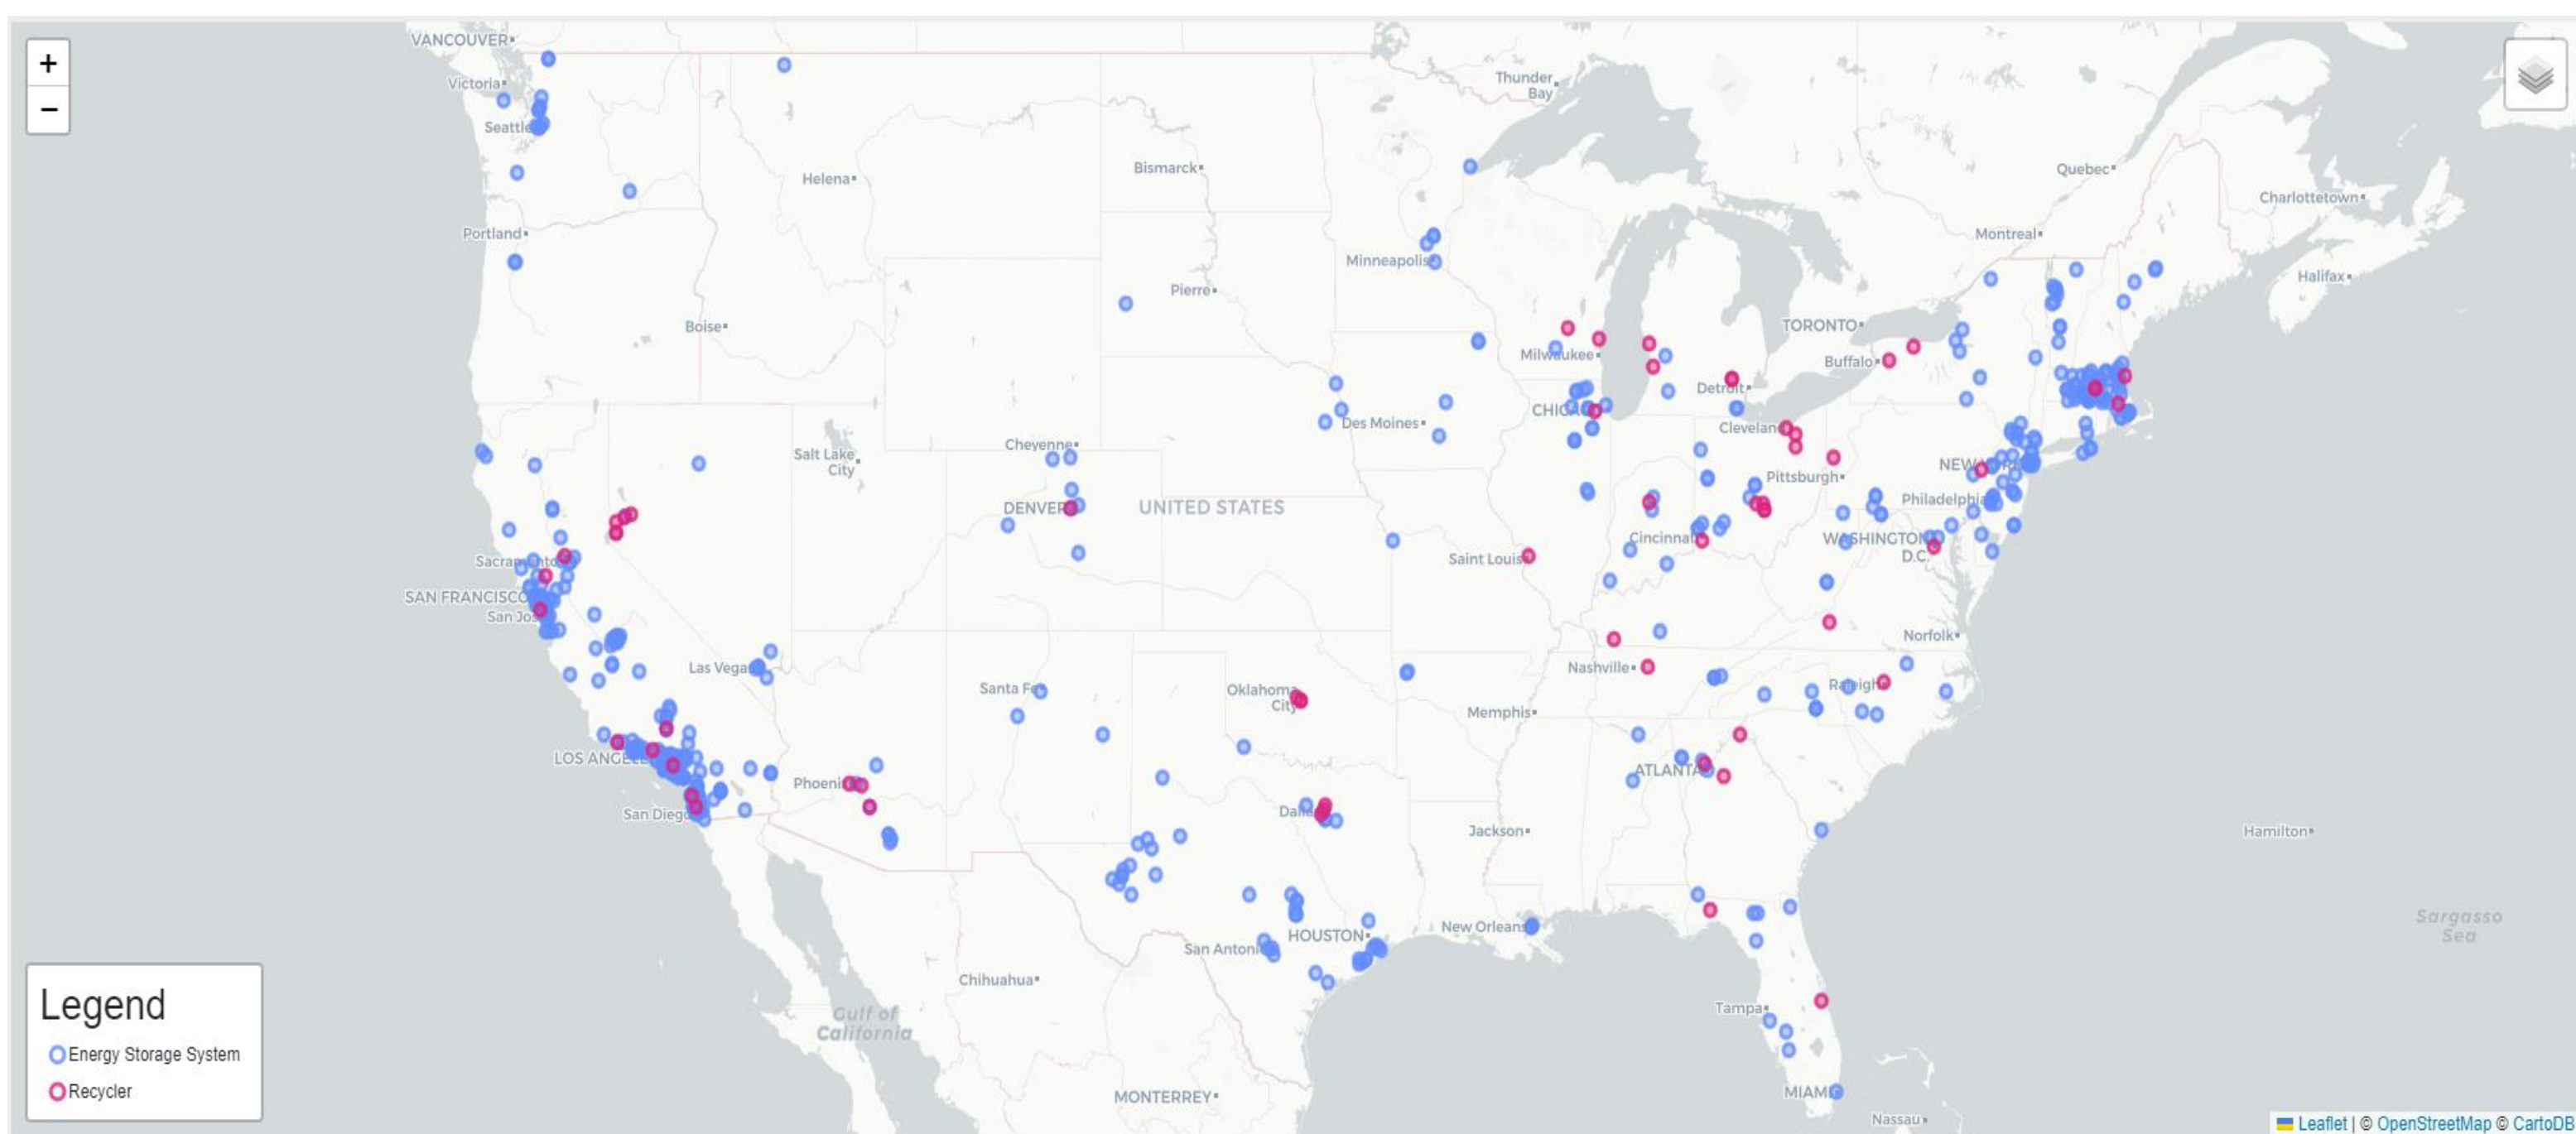 +
−
VANCOUVER
Victoria
Seattle
Portland
Helena
Boise
Bismarck
Pierre
Minneapolis
Thunder
Bay
Quebec
Charlottetown
Montreal
Halifax
TORONTO
Buffalo
Milwaukee
Detroit
CHICA
Cleveland
Des Moines
Cheyenne
Salt Lake
City
DENVER
UNITED STATES
Pittsburgh
NEW
Philadelphia
WASHINGTON
D.C.
Cincinnati
Saint Louis
Sacramento
SAN FRANCISCO
San Jos
Las Vegas
Santa Fe
Oklahoma
City
Nashville
Norfolk
Raleigh
Memphis
LOS ANGELES
San Diego
Phoenix
Dallas
ATLANTA
Jackson
Hamilton
New Orleans
HOUSTON
San Antonio
Chihuahua
Gulf of
California
Tampa
MIAMI
MONTERREY
Nassau
Sargasso
Sea
Legend
Energy Storage System
Recycler
Leaflet | © OpenStreetMap © CartoDB